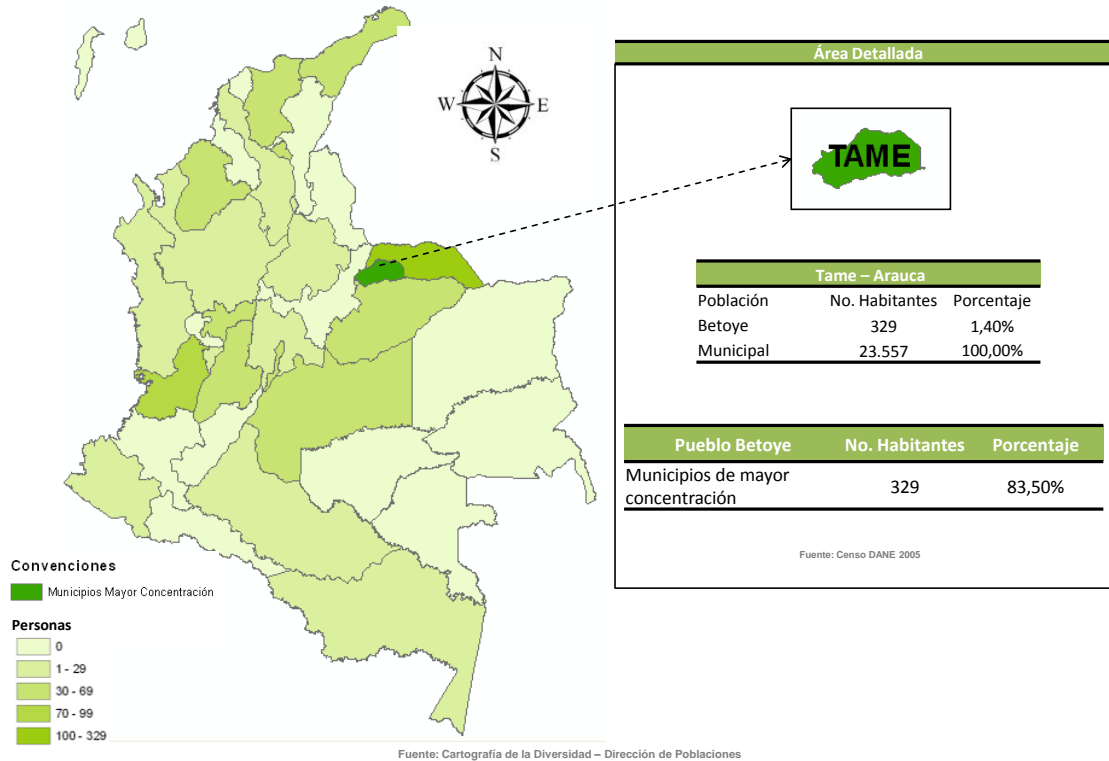 N
W E
S
Área Detallada
TAME
Tame – Arauca
Población No. Habitantes Porcentaje
Betoye 329 1,40%
Municipal 23.557 100,00%
Pueblo Betoye No. Habitantes Porcentaje
Municipios de mayor
concentración 329 83,50%
Fuente: Censo DANE 2005
Convenciones
Municipios Mayor Concentración
Personas
0
1 - 29
30 - 69
70 - 99
100 - 329
Fuente: Cartografía de la Diversidad – Dirección de Poblaciones